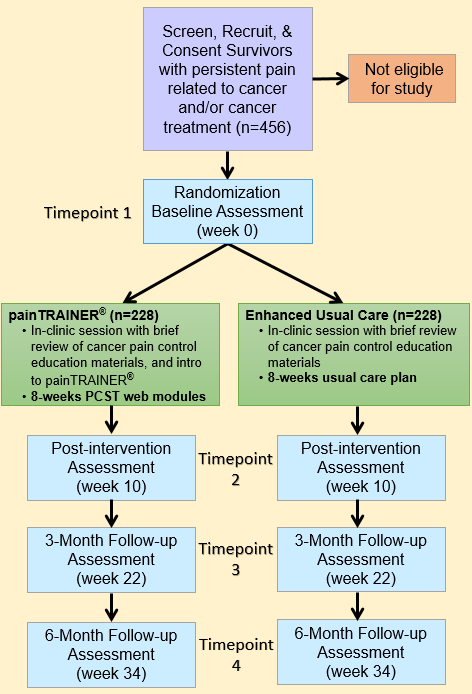 Screen, Recruit, &
Consent Survivors
with persistent pain
related to cancer
and/or cancer
treatment (n=456)
Not eligible
for study
Timepoint 1
Randomization
Baseline Assessment
(week 0)
painTRAINER® (n=228)
• In-clinic session with brief
review of cancer pain control
education materials, and intro
to painTRAINER®
• 8-weeks PCST web modules
Enhanced Usual Care (n=228)
• In-clinic session with brief review
of cancer pain control education
materials
• 8-weeks usual care plan
Post-intervention
Assessment
(week 10)
Timepoint
2
Post-intervention
Assessment
(week 10)
3-Month Follow-up
Assessment
(week 22)
Timepoint
3
3-Month Follow-up
Assessment
(week 22)
6-Month Follow-up
Assessment
(week 34)
Timepoint
4
6-Month Follow-up
Assessment
(week 34)